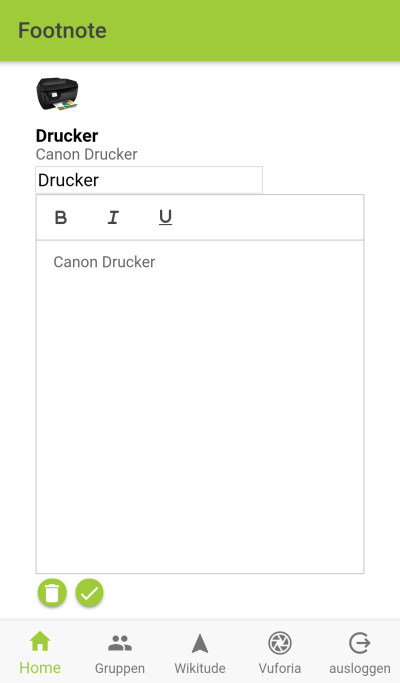 Footnote
Drucker
Canon Drucker
Drucker
B I U
Canon Drucker
Home Gruppen Wikitude Vuforia ausloggen